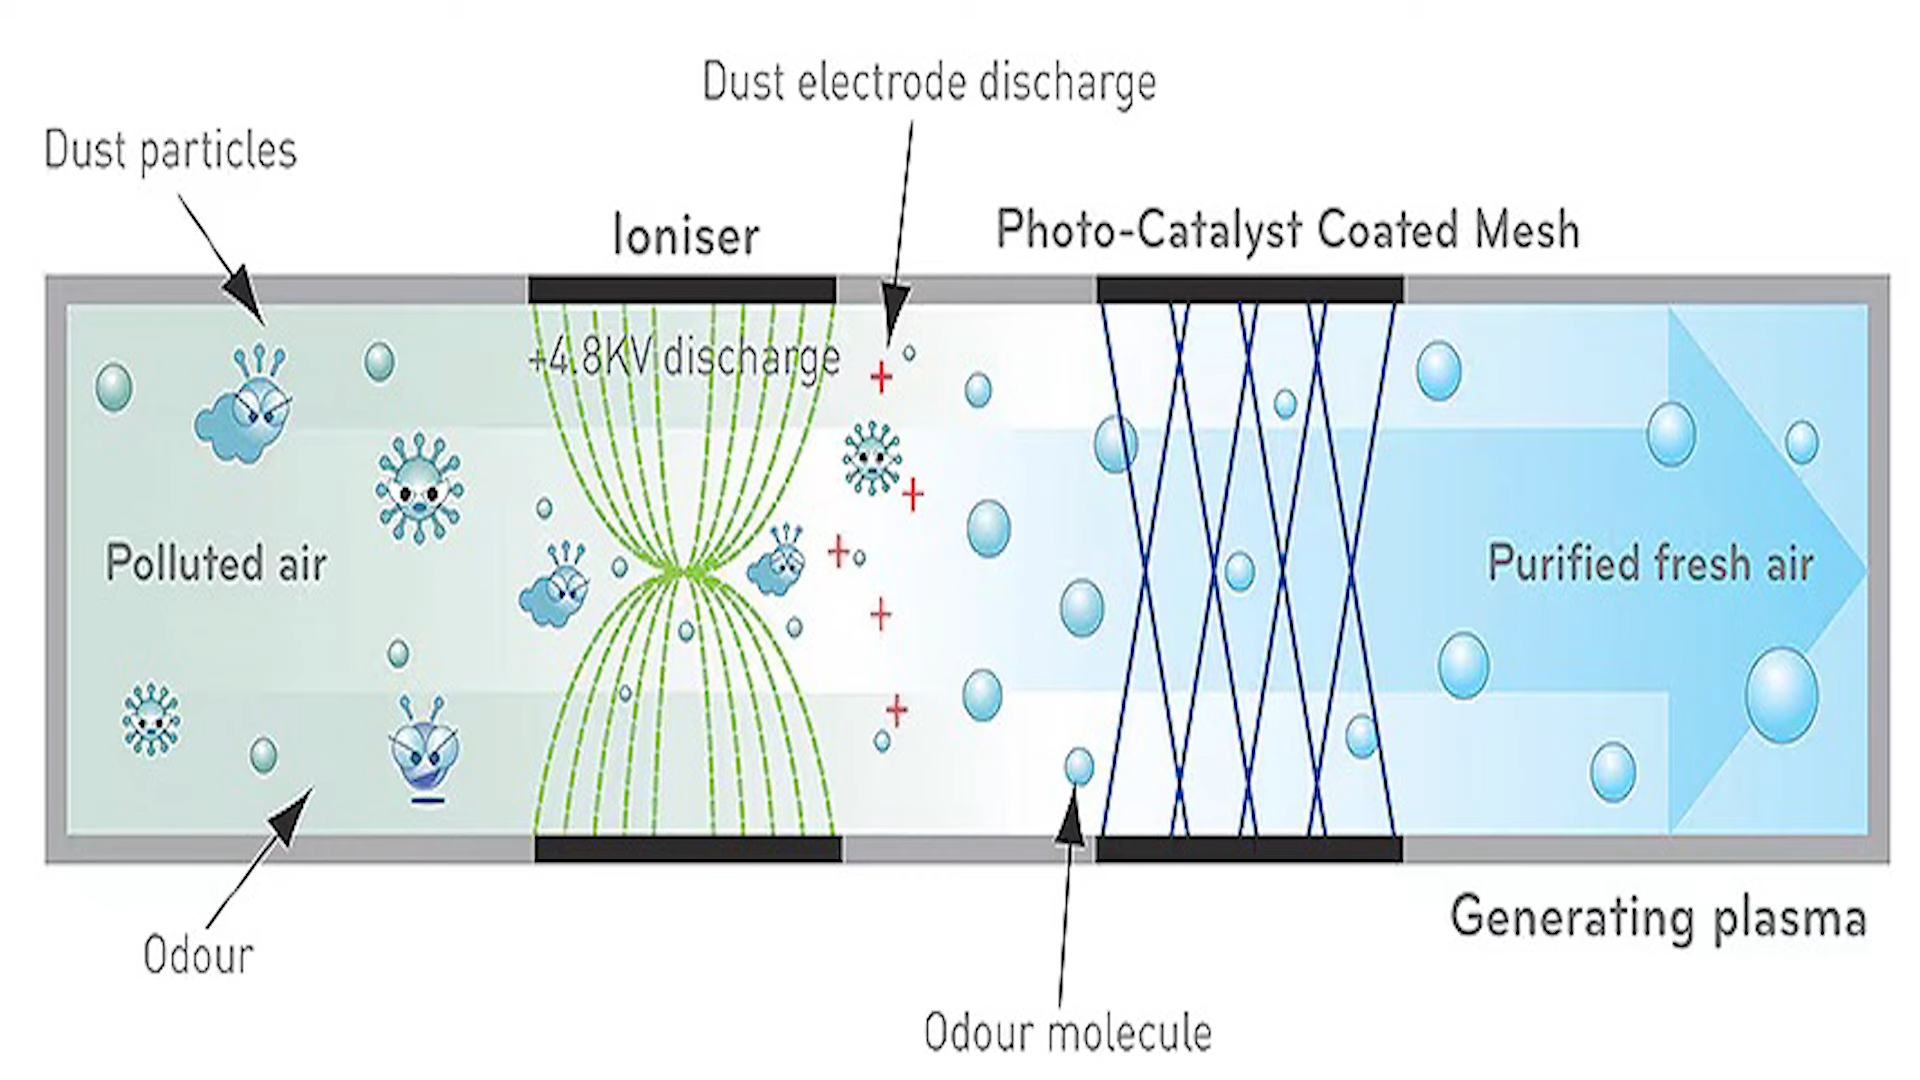 Dust electrode discharge
Dust particles
Ioniser
Photo-Catalyst Coated Mesh
+4.8KV discharge
Polluted air
Purified fresh air
Generating plasma
Odour
Odour molecule